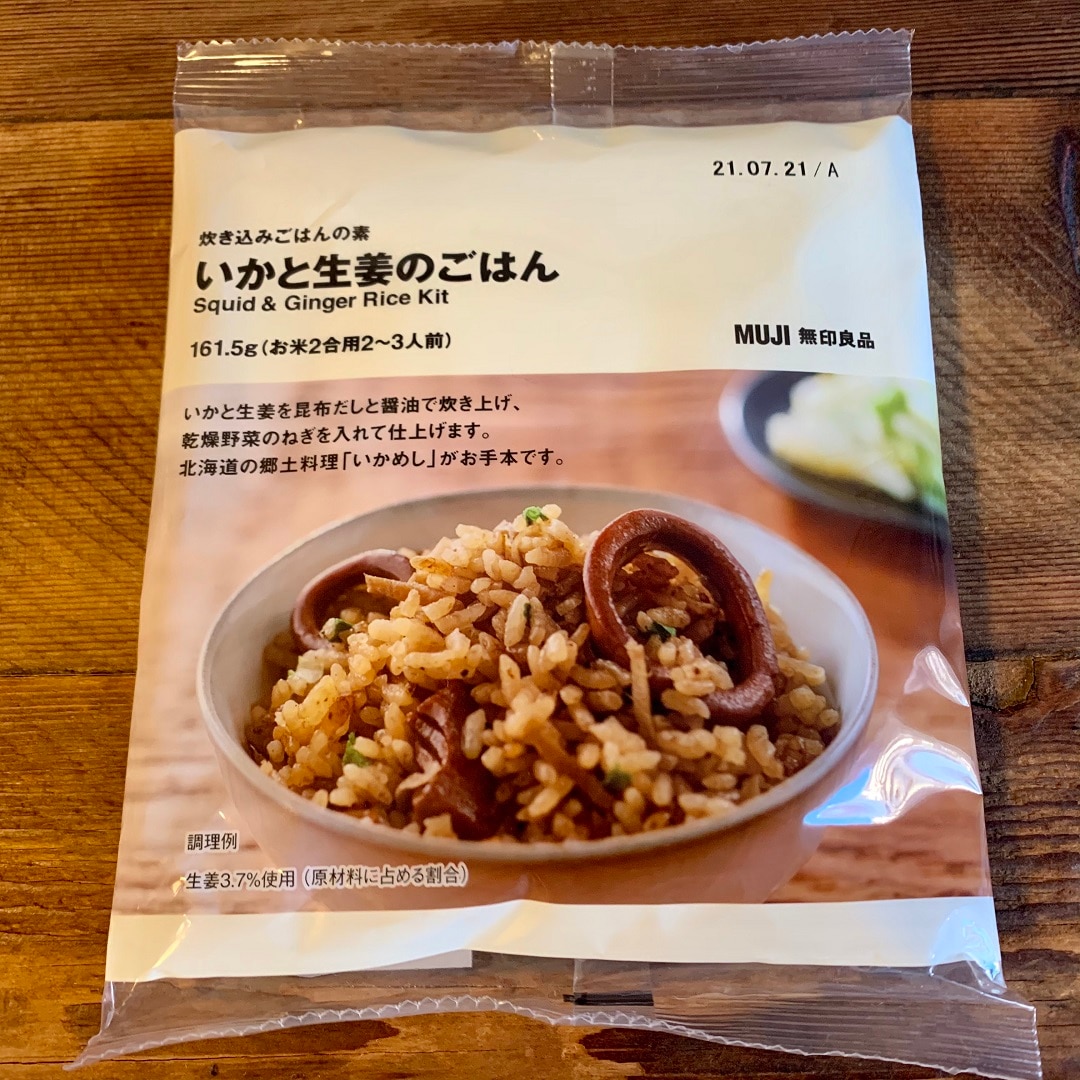 21.07.21/A
炊き込みごはんの素
いかと生姜のごはん
Squid & Ginger Rice Kit
161.5g(お米2合用2〜3人前)
MUJI 無印良品
いかと生姜を昆布だしと醤油で炊き上げ、
乾燥野菜のねぎを入れて仕上げます。
北海道の郷土料理「いかめし」がお手本です。
調理例
生姜3.7%使用(原材料に占める割合)